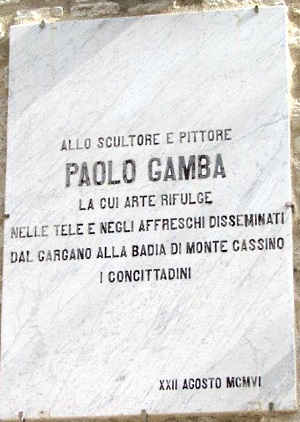 ALLO SCULTORE E PITTORE
PAOLO GAMBA
LA CUI ARTE RIFULGE
NELLE TELE E NEGLI AFFRESCHI DISSEMINATI
DAL GARGANO ALLA BADIA DI MONTE CASSINO
I CONCITTADINI
XXII AGOSTO MCMVI